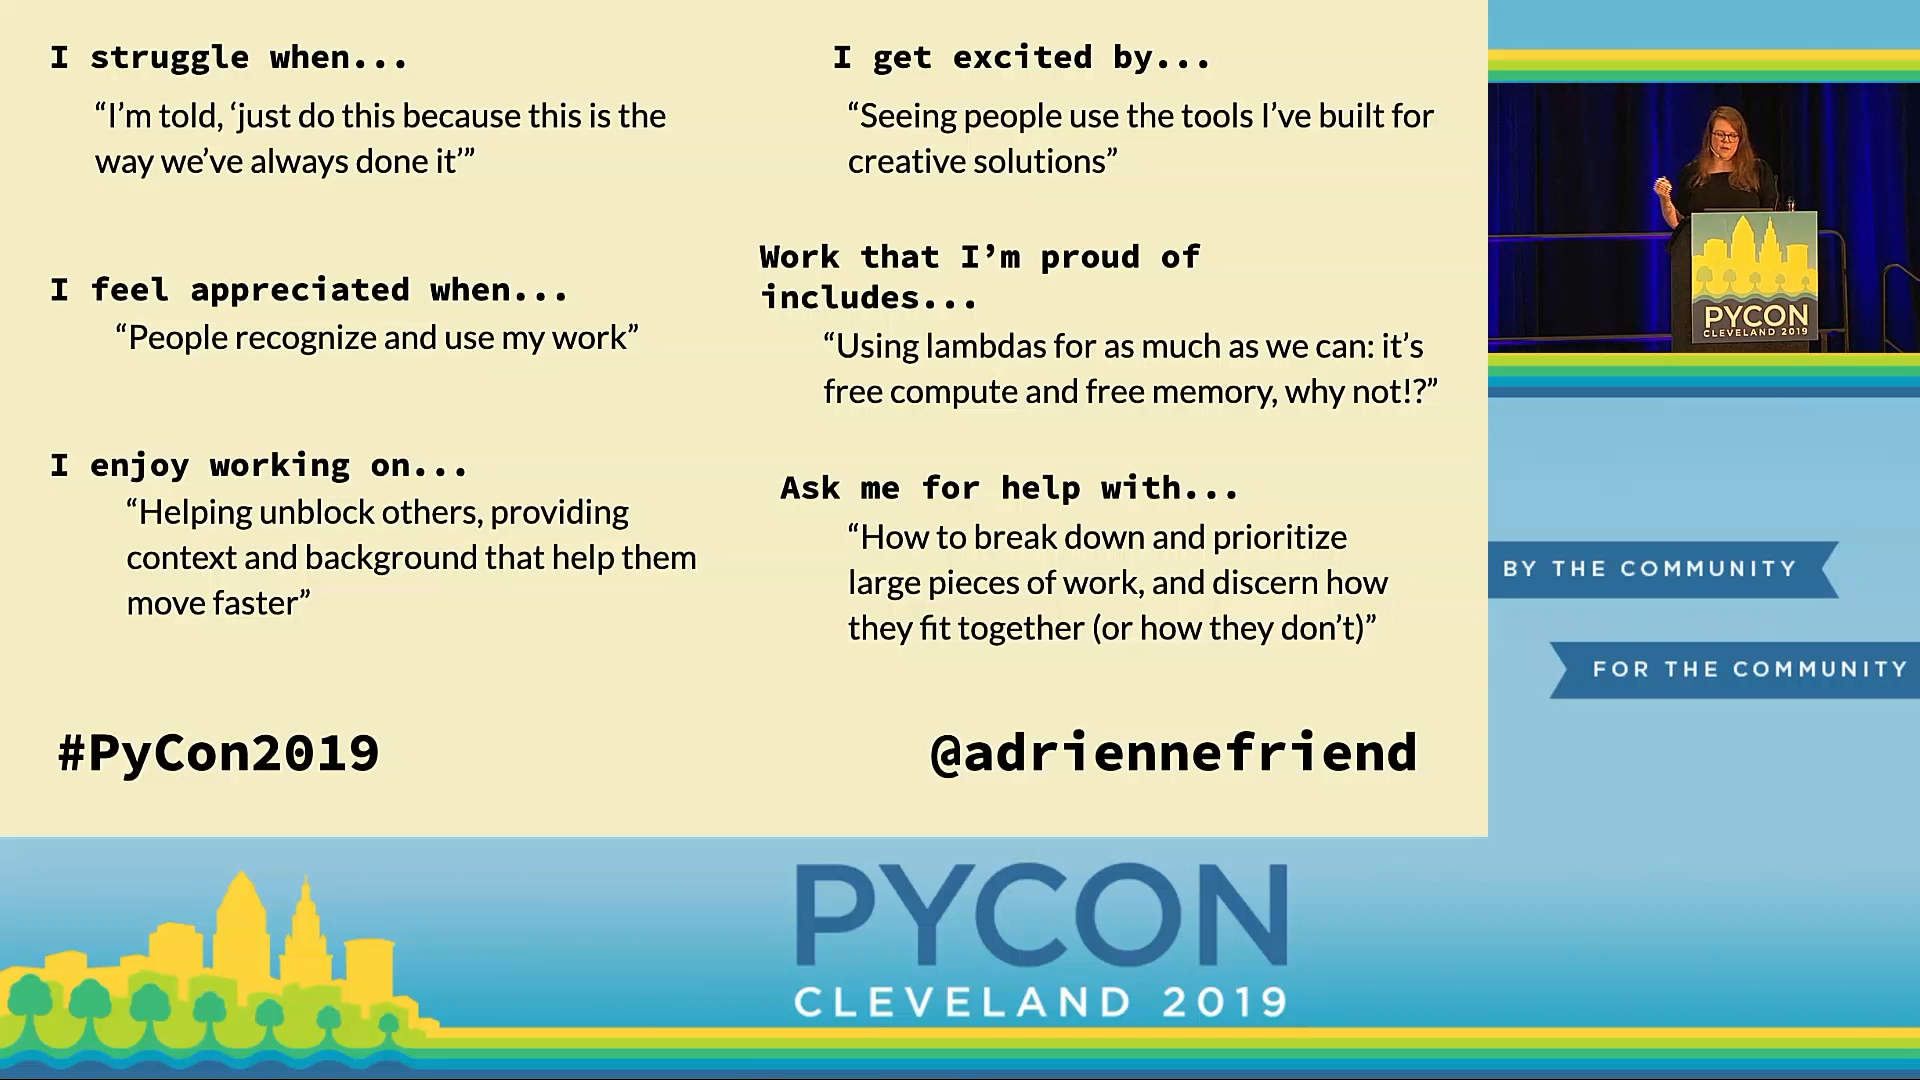 I struggle when...
“I’m told, ‘just do this because this is the
way we’ve always done it’”
I feel appreciated when...
“People recognize and use my work”
I enjoy working on...
“Helping unblock others, providing
context and background that help them
move faster”
I get excited by...
“Seeing people use the tools I’ve built for
creative solutions”
Work that I’m proud of
includes...
“Using lambdas for as much as we can: it’s
free compute and free memory, why not!?”
Ask me for help with...
“How to break down and prioritize
large pieces of work, and discern how
they fit together (or how they don’t)”
#PyCon2019
@adriennefriend
PYCON
CLEVELAND 2019
BY THE COMMUNITY
FOR THE COMMUNITY
PYCON
CLEVELAND 2019